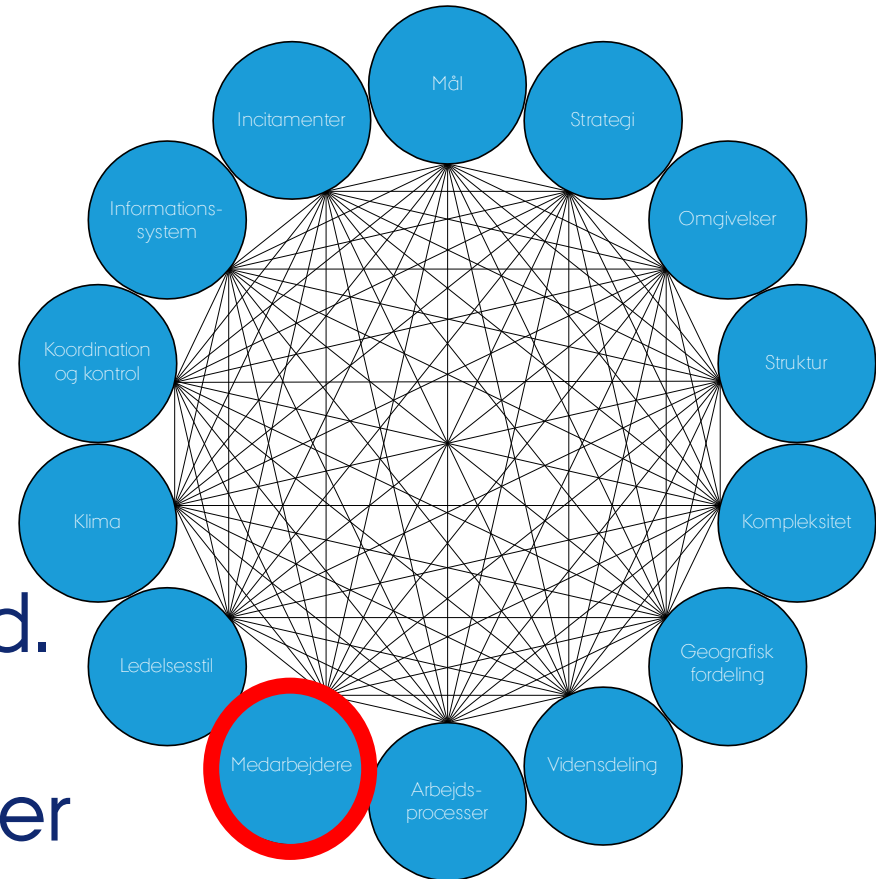 Mål
Incitamenter
Strategi
Informations-
system
Omgivelser
Koordination
og kontrol
Struktur
Klima
Kompleksitet
d.
Ledelsesstil
Geografisk
fordeling
Medarbejdere
Vidensdeling
Arbejds-
processer
er